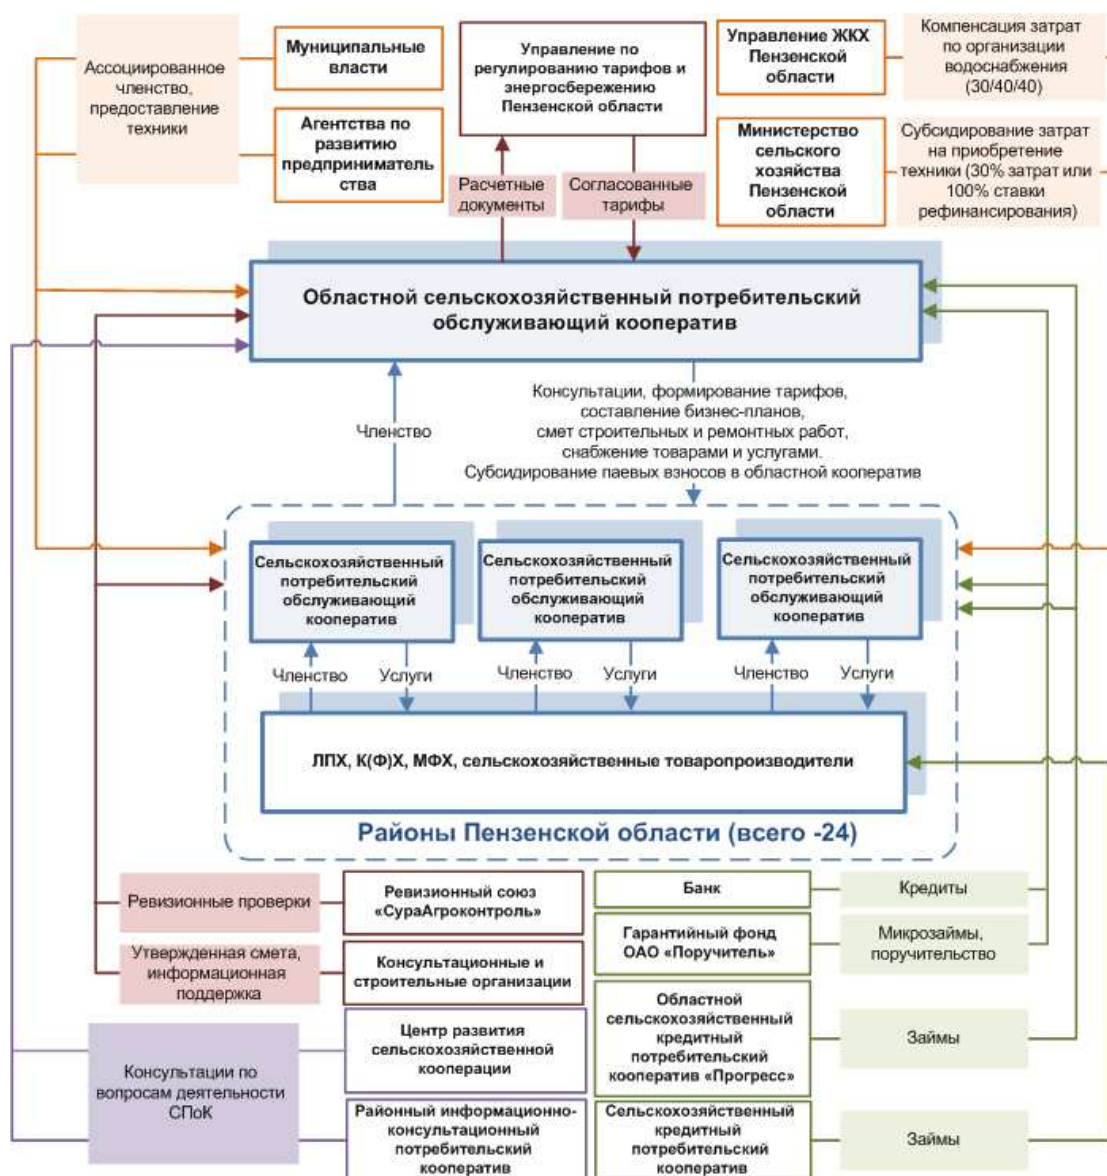 Ассоциированное
членство,
предоставление
техники
Муниципальные
власти
Агентства по
развитию
предприниматель
ства
Управление по
регулированию тарифов и
энергосбережению
Пензенской области
Управление ЖКХ
Пензенской
области
Компенсация затрат
по организации
водоснабжения
(30/40/40)
Министерство
сельского
хозяйства
Пензенской
области
Субсидирование затрат
на приобретение
техники (30% затрат или
100% ставки
рефинансирования)
Расчетные
документы
Согласованные
тарифы
Областной сельскохозяйственный потребительский
обслуживающий кооператив
Членство
Консультации, формирование тарифов,
составление бизнес-планов,
смет строительных и ремонтных работ,
снабжение товарами и услугами.
Субсидирование паевых взносов в областной кооператив
Сельскохозяйственный
потребительский
обслуживающий
кооператив
Сельскохозяйственный
потребительский
обслуживающий
кооператив
Сельскохозяйственный
потребительский
обслуживающий
кооператив
Членство
Услуги
Членство
Услуги
Членство
Услуги
ЛПХ, К(Ф)Х, МФХ, сельскохозяйственные товаропроизводители
Районы Пензенской области (всего -24)
Ревизионные проверки
Ревизионный союз
«СураАгроконтроль»
Утвержденная смета,
информационная
поддержка
Консультационные и
строительные организации
Консультации по
вопросам деятельности
СПоК
Центр развития
сельскохозяйственной
кооперации
Районный информационно-
консультационный
потребительский
кооператив
Банк
Кредиты
Гарантийный фонд
ОАО «Поручитель»
Микрозаймы,
поручительство
Областной
сельскохозяйственный
кредитный
потребительский
кооператив «Прогресс»
Займы
Сельскохозяйственный
кредитный
потребительский
кооператив
Займы